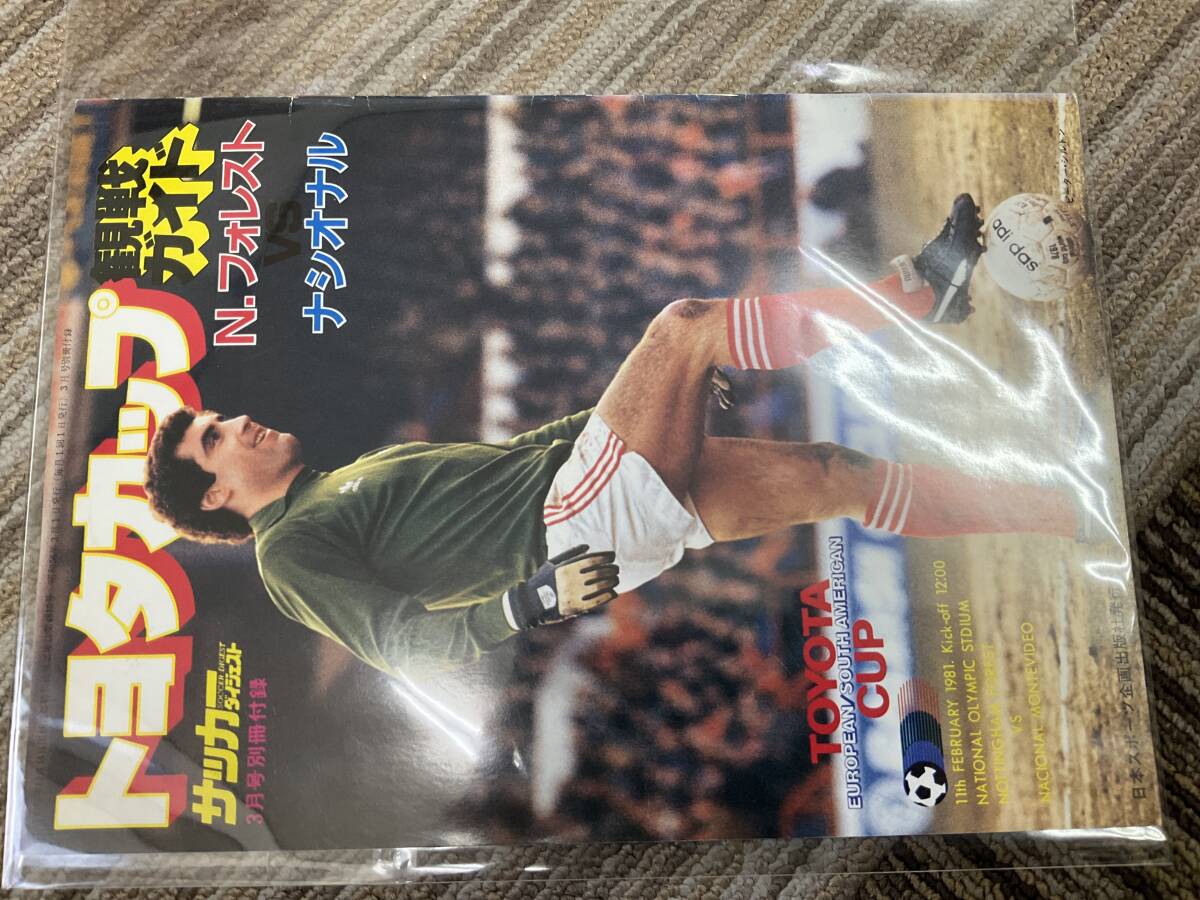 トヨタカップ
観戦
ガイド
N.フォレスト
VS
ナシオナル
サッカー
SOCCER DIGEST
ダイジェスト
3月号別冊付録
adidas
TOYOTA
EUROPEAN/SOUTH AMERICAN
CUP
11th FEBRUARY 1981. Kick-off 12:00
NATIONAL OLYMPIC STDIUM
NOTTINGHAM FOREST
VS
NACIONAL MONTEVIDEO
日本スポーツ企画出版社発行